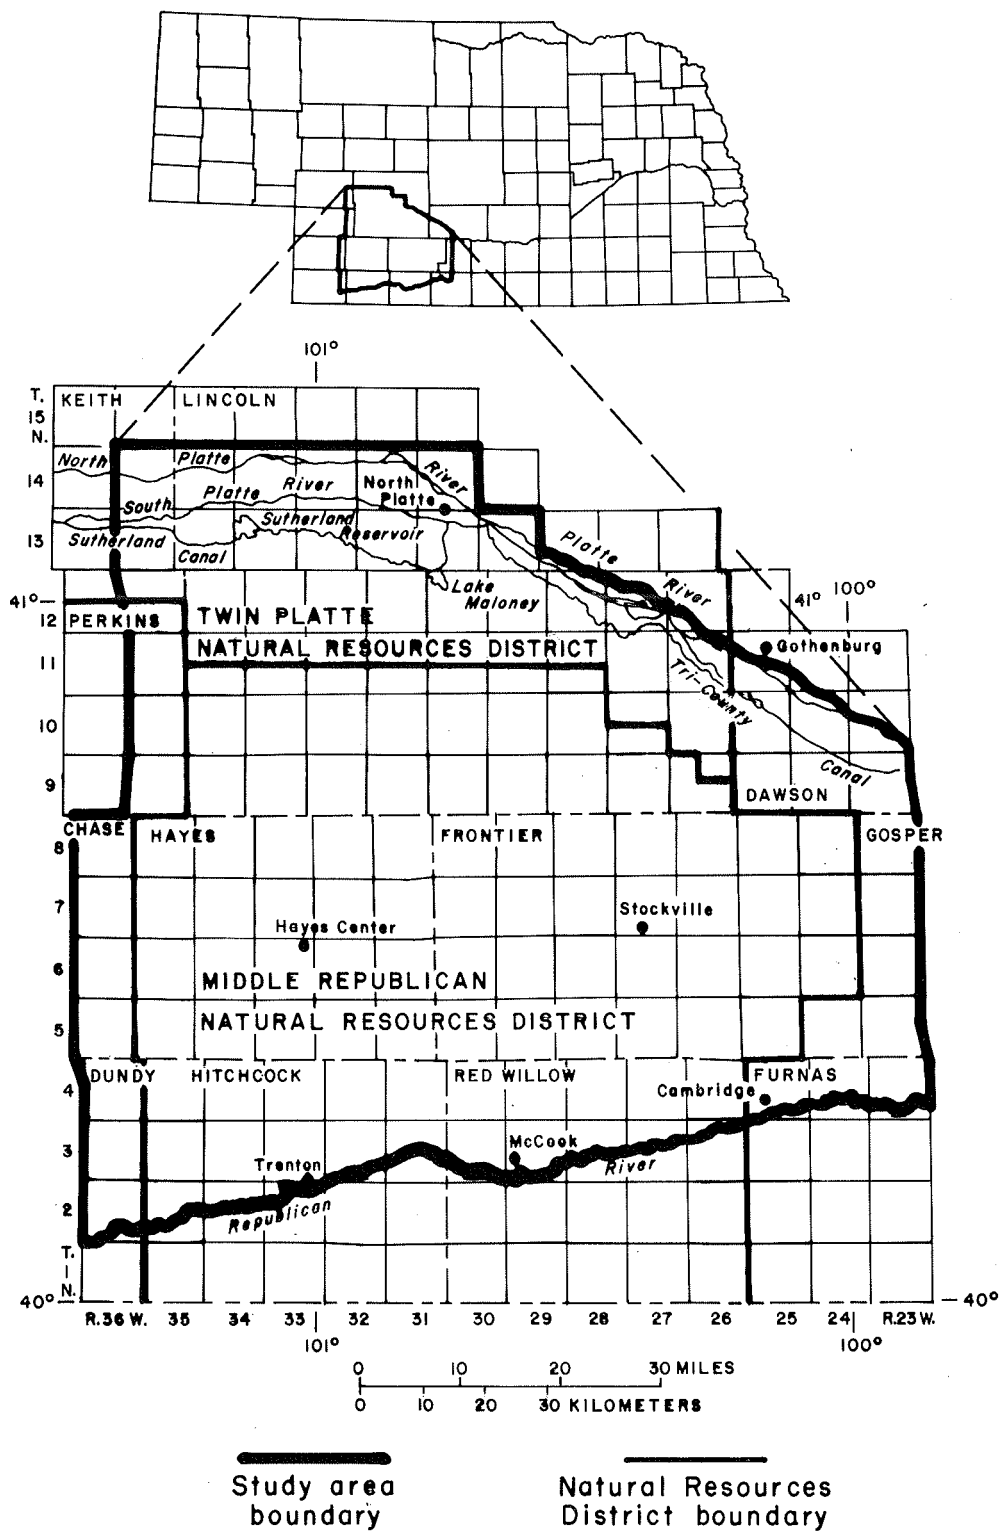 101°
T.
15
N.
KEITH
LINCOLN
North
Platte
River
14
South
Platte
River
North
Platte
13
Sutherland
Canal
Sutherland
Reservoir
Lake
Maloney
Platte
River
41°
12
PERKINS
TWIN PLATTE
NATURAL RESOURCES DISTRICT
11
41° 100°
Gothenburg
Tri-County
Canal
10
9
DAWSON
CHASE
HAYES
FRONTIER
GOSPER
8
7
Hayes Center
Stockville
6
MIDDLE REPUBLICAN
NATURAL RESOURCES DISTRICT
5
DUNDY
HITCHCOCK
RED WILLOW
FURNAS
4
Cambridge
3
McCook
Trenton
River
2
Republican
T.
1
N.
40°
40°
R.36 W. 35 34 33 32 31 30 29 28 27 26 25 24 R.23 W.
101°
100°
0 10 20 30 MILES
0 10 20 30 KILOMETERS
Study area
boundary
Natural Resources
District boundary